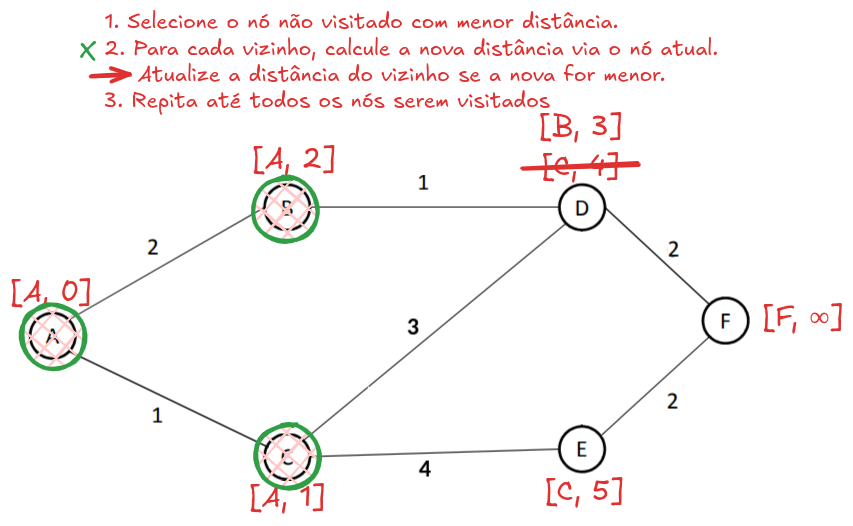 1. Selecione o nó não visitado com menor distância.
X 2. Para cada vizinho, calcule a nova distância via o nó atual.
Atualize a distância do vizinho se a nova for menor.
3. Repita até todos os nós serem visitados
[B, 3]
[A, 2]
[C, 4]
1
B
D
2
2
[A, 0]
F
[F, ∞]
3
A
2
1
C
E
4
[A, 1]
[C, 5]